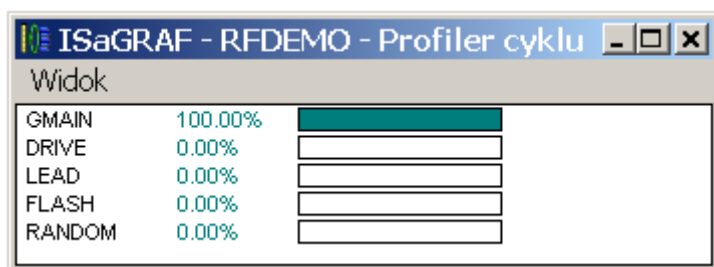 ISaGRAF - RFDEMO - Profiler cyklu
Widok
GMAIN 100.00%
DRIVE 0.00%
LEAD 0.00%
FLASH 0.00%
RANDOM 0.00%